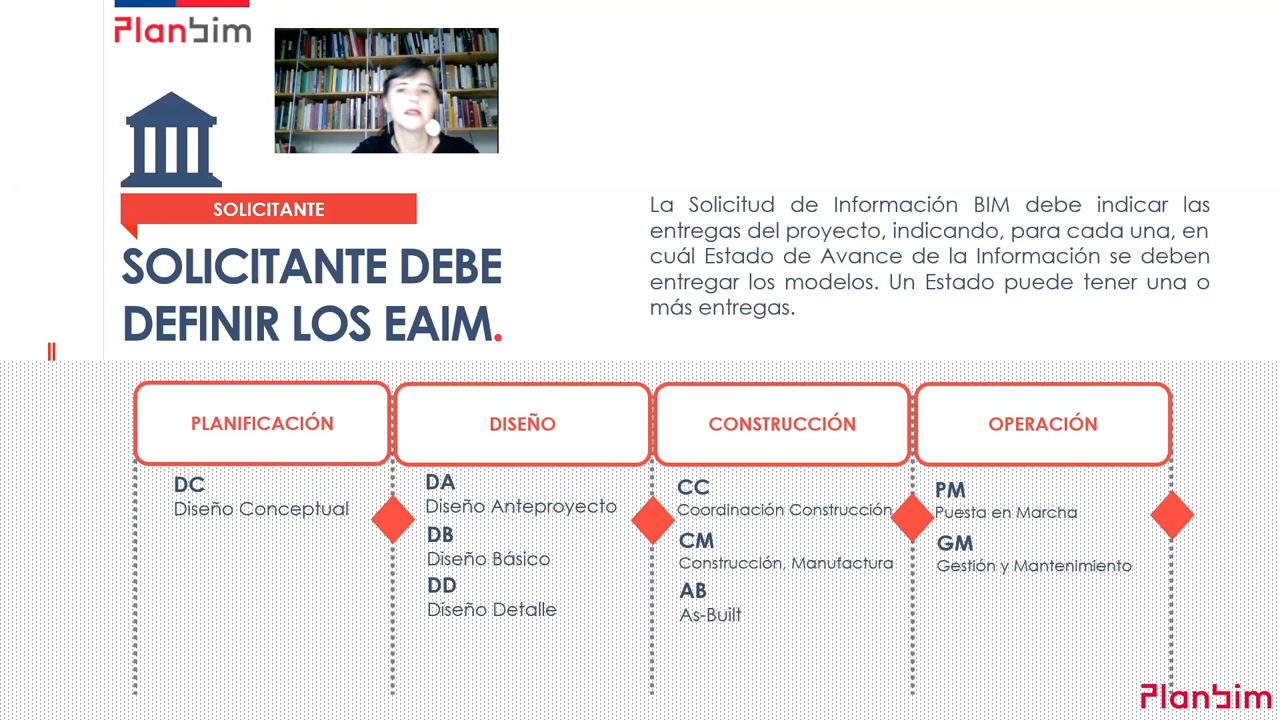 Planbim
SOLICITANTE
SOLICITANTE DEBE
DEFINIR LOS EAIM.
La Solicitud de Información BIM debe indicar las
entregas del proyecto, indicando, para cada una, en
cuál Estado de Avance de la Información se deben
entregar los modelos. Un Estado puede tener una o
más entregas.
PLANIFICACIÓN
DISEÑO
CONSTRUCCIÓN
OPERACIÓN
DC
Diseño Conceptual
DA
Diseño Anteproyecto
DB
Diseño Básico
DD
Diseño Detalle
CC
Coordinación Construcción
CM
Construcción, Manufactura
AB
As-Built
PM
Puesta en Marcha
GM
Gestión y Mantenimiento
Planbim